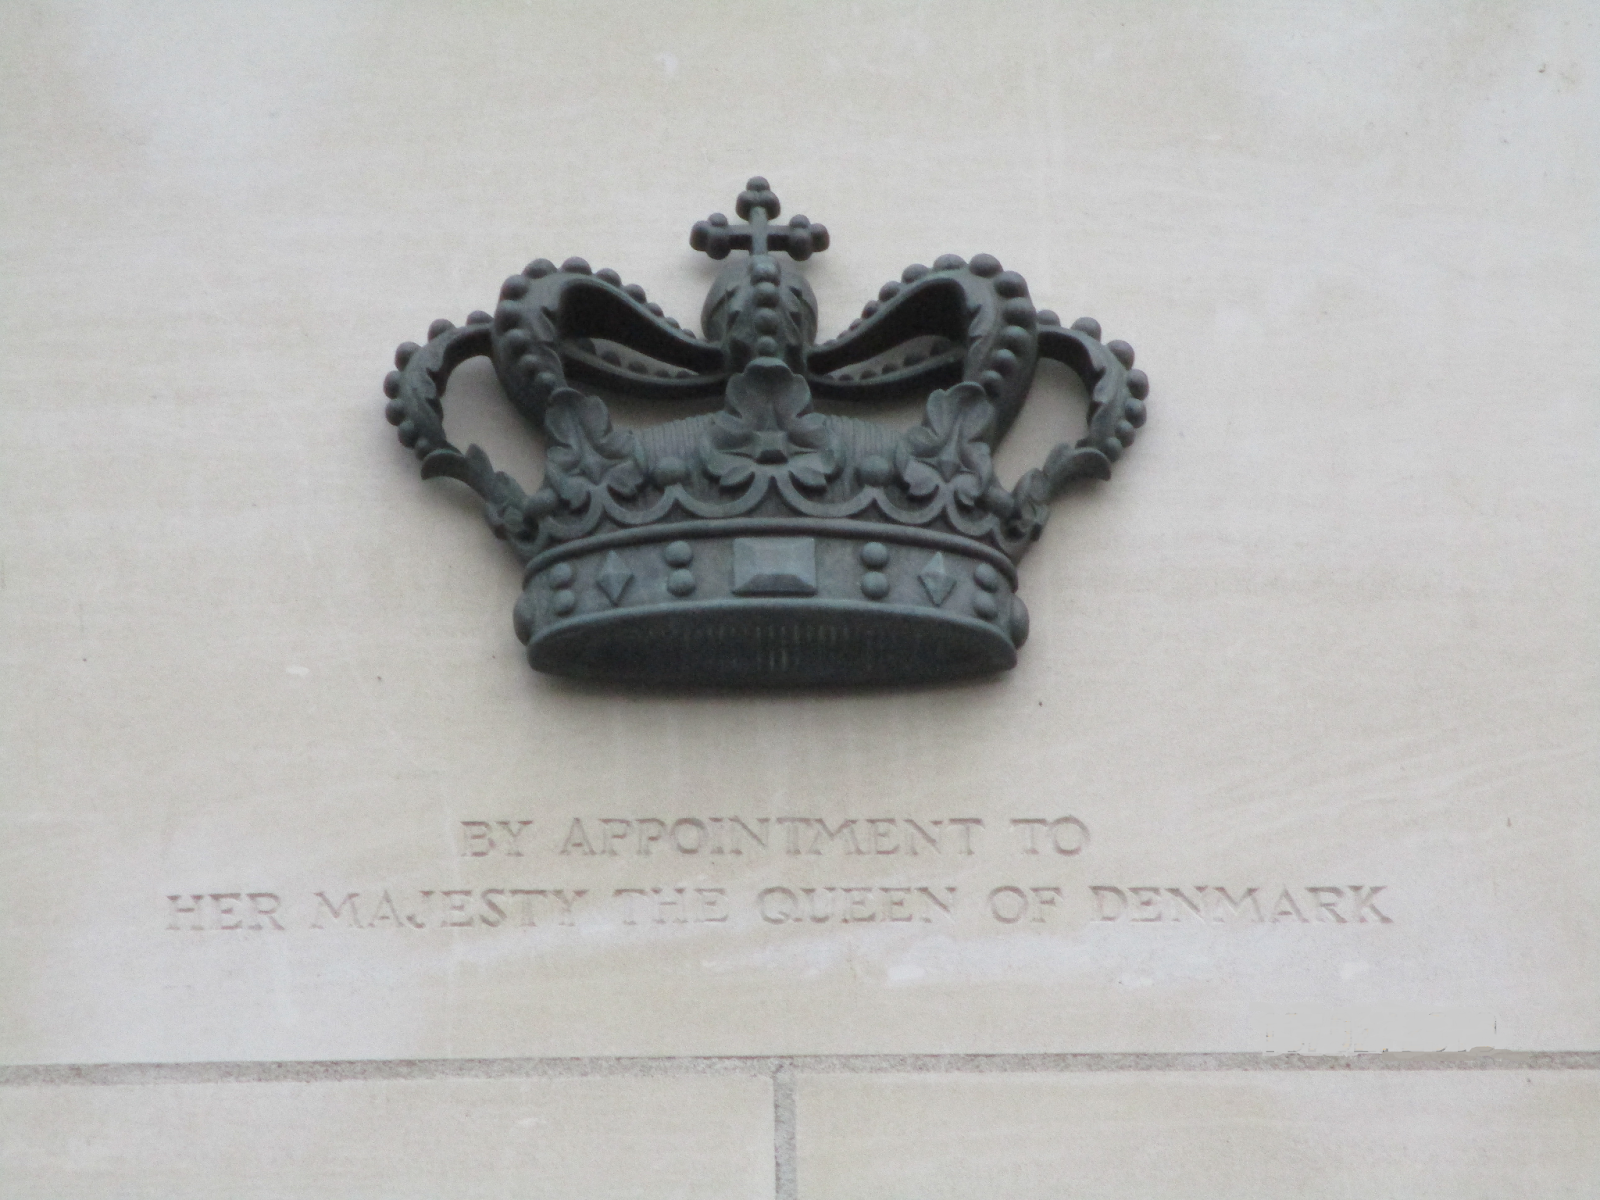 BY APPOINTMENT TO
HER MAJESTY THE QUEEN OF DENMARK